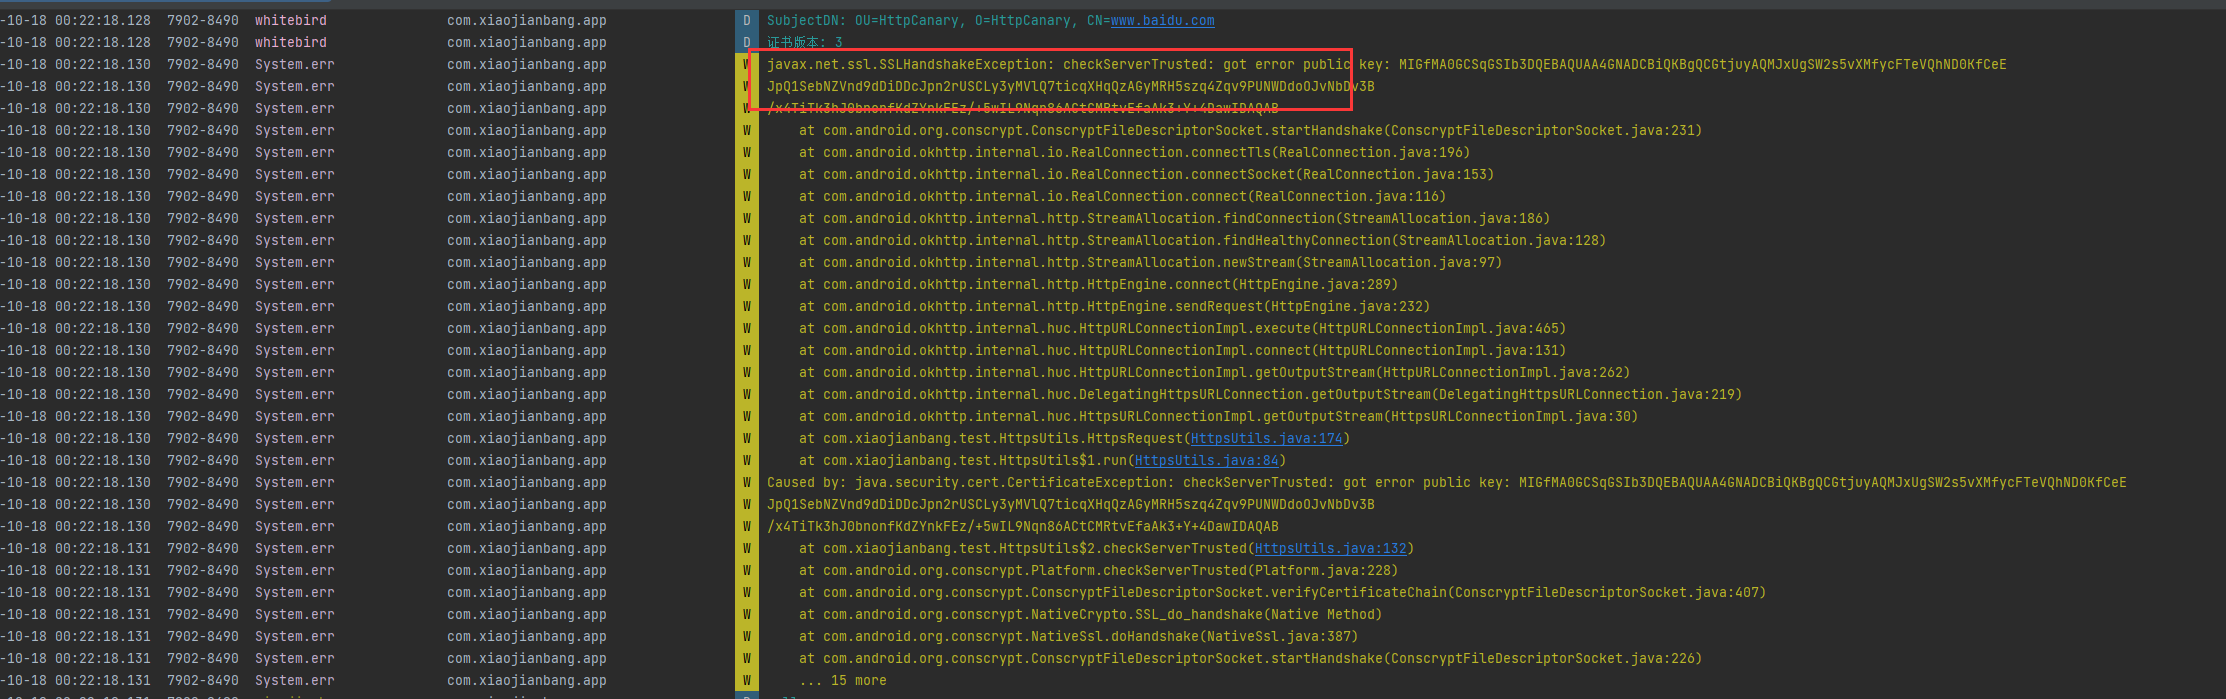 -10-18 00:22:18.128 7902-8490 whitebird com.xiaojianbang.app D SubjectDN: OU=HttpCanary, O=HttpCanary, CN=www.baidu.com
-10-18 00:22:18.128 7902-8490 whitebird com.xiaojianbang.app D 证书版本: 3
-10-18 00:22:18.130 7902-8490 System.err com.xiaojianbang.app W javax.net.ssl.SSLHandshakeException: checkServerTrusted: got error public key: MIGfMA0GCSqGSIb3DQEBAQUAA4GNADCBiQKBgQCGtjuyAQMJxUgSW2s5vXMfycFTeVQhND0KfCeE
-10-18 00:22:18.130 7902-8490 System.err com.xiaojianbang.app W JpQ1SebNZVnd9dDiDDcJpn2rUSCLy3yMVlQ7ticqXHqQzAGyMRH5szq4Zqv9PUNWDdoOJvNbDv3B
-10-18 00:22:18.130 7902-8490 System.err com.xiaojianbang.app W /x4TiTk3hJ0bnonfKdZYnkFEz/+5wIL9Nqn86ACtCMRtvEfaAk3+Y+4DawIDAQAB
-10-18 00:22:18.130 7902-8490 System.err com.xiaojianbang.app W at com.android.org.conscrypt.ConscryptFileDescriptorSocket.startHandshake(ConscryptFileDescriptorSocket.java:231)
-10-18 00:22:18.130 7902-8490 System.err com.xiaojianbang.app W at com.android.okhttp.internal.io.RealConnection.connectTls(RealConnection.java:196)
-10-18 00:22:18.130 7902-8490 System.err com.xiaojianbang.app W at com.android.okhttp.internal.io.RealConnection.connectSocket(RealConnection.java:153)
-10-18 00:22:18.130 7902-8490 System.err com.xiaojianbang.app W at com.android.okhttp.internal.io.RealConnection.connect(RealConnection.java:116)
-10-18 00:22:18.130 7902-8490 System.err com.xiaojianbang.app W at com.android.okhttp.internal.http.StreamAllocation.findConnection(StreamAllocation.java:186)
-10-18 00:22:18.130 7902-8490 System.err com.xiaojianbang.app W at com.android.okhttp.internal.http.StreamAllocation.findHealthyConnection(StreamAllocation.java:128)
-10-18 00:22:18.130 7902-8490 System.err com.xiaojianbang.app W at com.android.okhttp.internal.http.StreamAllocation.newStream(StreamAllocation.java:97)
-10-18 00:22:18.130 7902-8490 System.err com.xiaojianbang.app W at com.android.okhttp.internal.http.HttpEngine.connect(HttpEngine.java:289)
-10-18 00:22:18.130 7902-8490 System.err com.xiaojianbang.app W at com.android.okhttp.internal.http.HttpEngine.sendRequest(HttpEngine.java:232)
-10-18 00:22:18.130 7902-8490 System.err com.xiaojianbang.app W at com.android.okhttp.internal.huc.HttpURLConnectionImpl.execute(HttpURLConnectionImpl.java:465)
-10-18 00:22:18.130 7902-8490 System.err com.xiaojianbang.app W at com.android.okhttp.internal.huc.HttpURLConnectionImpl.connect(HttpURLConnectionImpl.java:131)
-10-18 00:22:18.130 7902-8490 System.err com.xiaojianbang.app W at com.android.okhttp.internal.huc.HttpURLConnectionImpl.getOutputStream(HttpURLConnectionImpl.java:262)
-10-18 00:22:18.130 7902-8490 System.err com.xiaojianbang.app W at com.android.okhttp.internal.huc.DelegatingHttpsURLConnection.getOutputStream(DelegatingHttpsURLConnection.java:219)
-10-18 00:22:18.130 7902-8490 System.err com.xiaojianbang.app W at com.android.okhttp.internal.huc.HttpsURLConnectionImpl.getOutputStream(HttpsURLConnectionImpl.java:30)
-10-18 00:22:18.130 7902-8490 System.err com.xiaojianbang.app W at com.xiaojianbang.test.HttpsUtils.HttpsRequest(HttpsUtils.java:174)
-10-18 00:22:18.130 7902-8490 System.err com.xiaojianbang.app W at com.xiaojianbang.test.HttpsUtils$1.run(HttpsUtils.java:84)
-10-18 00:22:18.130 7902-8490 System.err com.xiaojianbang.app W Caused by: java.security.cert.CertificateException: checkServerTrusted: got error public key: MIGfMA0GCSqGSIb3DQEBAQUAA4GNADCBiQKBgQCGtjuyAQMJxUgSW2s5vXMfycFTeVQhND0KfCeE
-10-18 00:22:18.130 7902-8490 System.err com.xiaojianbang.app W JpQ1SebNZVnd9dDiDDcJpn2rUSCLy3yMVlQ7ticqXHqQzAGyMRH5szq4Zqv9PUNWDdoOJvNbDv3B
-10-18 00:22:18.130 7902-8490 System.err com.xiaojianbang.app W /x4TiTk3hJ0bnonfKdZYnkFEz/+5wIL9Nqn86ACtCMRtvEfaAk3+Y+4DawIDAQAB
-10-18 00:22:18.131 7902-8490 System.err com.xiaojianbang.app W at com.xiaojianbang.test.HttpsUtils$2.checkServerTrusted(HttpsUtils.java:132)
-10-18 00:22:18.131 7902-8490 System.err com.xiaojianbang.app W at com.android.org.conscrypt.Platform.checkServerTrusted(Platform.java:228)
-10-18 00:22:18.131 7902-8490 System.err com.xiaojianbang.app W at com.android.org.conscrypt.ConscryptFileDescriptorSocket.verifyCertificateChain(ConscryptFileDescriptorSocket.java:407)
-10-18 00:22:18.131 7902-8490 System.err com.xiaojianbang.app W at com.android.org.conscrypt.NativeCrypto.SSL_do_handshake(Native Method)
-10-18 00:22:18.131 7902-8490 System.err com.xiaojianbang.app W at com.android.org.conscrypt.NativeSsl.doHandshake(NativeSsl.java:387)
-10-18 00:22:18.131 7902-8490 System.err com.xiaojianbang.app W at com.android.org.conscrypt.ConscryptFileDescriptorSocket.startHandshake(ConscryptFileDescriptorSocket.java:226)
-10-18 00:22:18.131 7902-8490 System.err com.xiaojianbang.app W ... 15 more